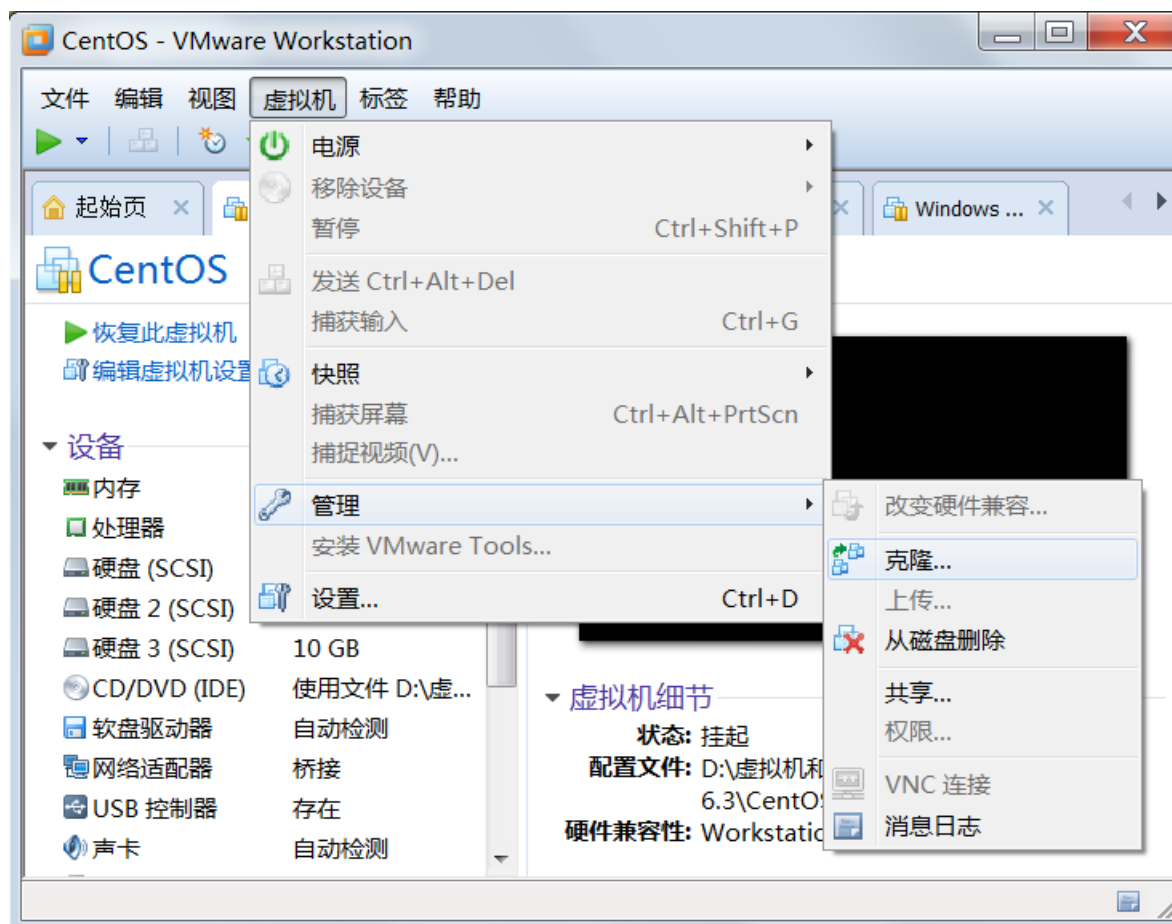 CentOS - VMware Workstation
文件 编辑 视图 虚拟机 标签 帮助
起始页
Windows ...
CentOS
恢复此虚拟机
编辑虚拟机设置
设备
内存
处理器
硬盘 (SCSI)
硬盘 2 (SCSI)
硬盘 3 (SCSI) 10 GB
CD/DVD (IDE) 使用文件 D:\虚...
软盘驱动器 自动检测
网络适配器 桥接
USB 控制器 存在
声卡 自动检测
电源
移除设备
暂停 Ctrl+Shift+P
发送 Ctrl+Alt+Del
捕获输入 Ctrl+G
快照
捕获屏幕 Ctrl+Alt+PrtScn
捕捉视频(V)...
管理
安装 VMware Tools...
设置... Ctrl+D
改变硬件兼容...
克隆...
上传...
从磁盘删除
共享...
权限...
VNC 连接
消息日志
虚拟机细节
状态: 挂起
配置文件: D:\虚拟机和
6.3\CentO
硬件兼容性: Workstatio